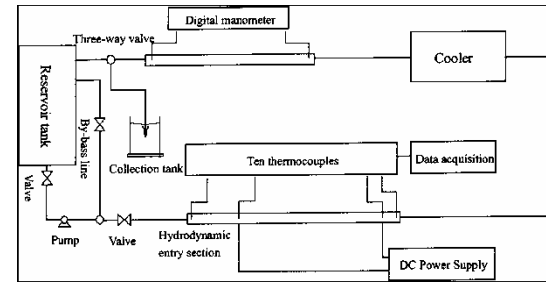 Digital manometer
Three-way valve
Cooler
Reservoir tank
By-bass line
Collection tank
Ten thermocouples
Data acquisition
Valve
Pump
Valve
Hydrodynamic
entry section
DC Power Supply